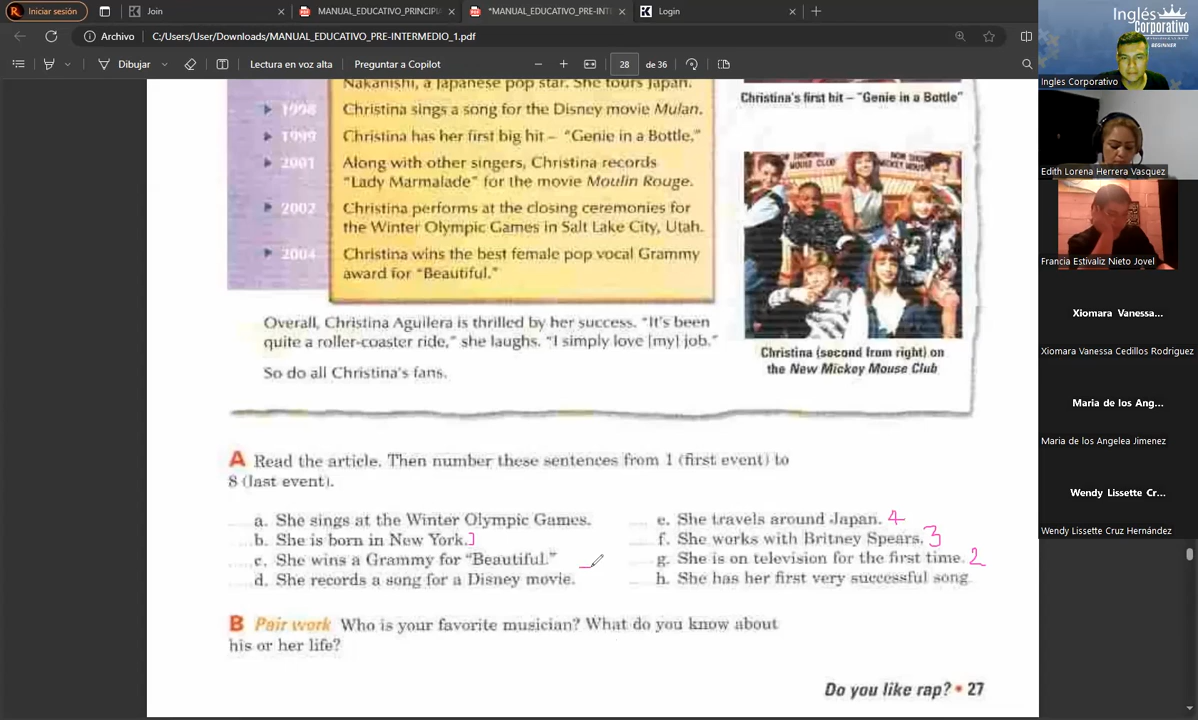 Iniciar sesión
Join
MANUAL_EDUCATIVO_PRINCIPI
*MANUAL_EDUCATIVO_PRE-INTE
Login
Archivo
C:/Users/User/Downloads/MANUAL_EDUCATIVO_PRE-INTERMEDIO_1.pdf
Dibujar
Lectura en voz alta
Preguntar a Copilot
28
de 36
Nakanishi, a Japanese pop star. She tours Japan.
1998
Christina sings a song for the Disney movie Mulan.
1999
Christina has her first big hit – "Genie in a Bottle."
2001
Along with other singers, Christina records
"Lady Marmalade" for the movie Moulin Rouge.
2002
Christina performs at the closing ceremonies for
the Winter Olympic Games in Salt Lake City, Utah.
2004
Christina wins the best female pop vocal Grammy
award for "Beautiful."
Christina's first hit – "Genie in a Bottle"
MOUSE CLUB
Christina (second from right) on
the New Mickey Mouse Club
Overall, Christina Aguilera is thrilled by her success. "It's been
quite a roller-coaster ride," she laughs. "I simply love [my] job."
So do all Christina's fans.
A Read the article. Then number these sentences from 1 (first event) to
8 (last event).
a. She sings at the Winter Olympic Games.
b. She is born in New York. 1
c. She wins a Grammy for "Beautiful."
d. She records a song for a Disney movie.
e. She travels around Japan. 4
f. She works with Britney Spears. 3
g. She is on television for the first time. 2
h. She has her first very successful song
B Pair work Who is your favorite musician? What do you know about
his or her life?
Do you like rap? • 27
Inglés
Corporativo
BEGINNER
Ingles Corporativo
Edith Lorena Herrera Vasquez
Francia Estivaliz Nieto Jovel
Xiomara Vanessa...
Xiomara Vanessa Cedillos Rodriguez
Maria de los Ang...
Maria de los Angelea Jimenez
Wendy Lissette Cr...
Wendy Lissette Cruz Hernández